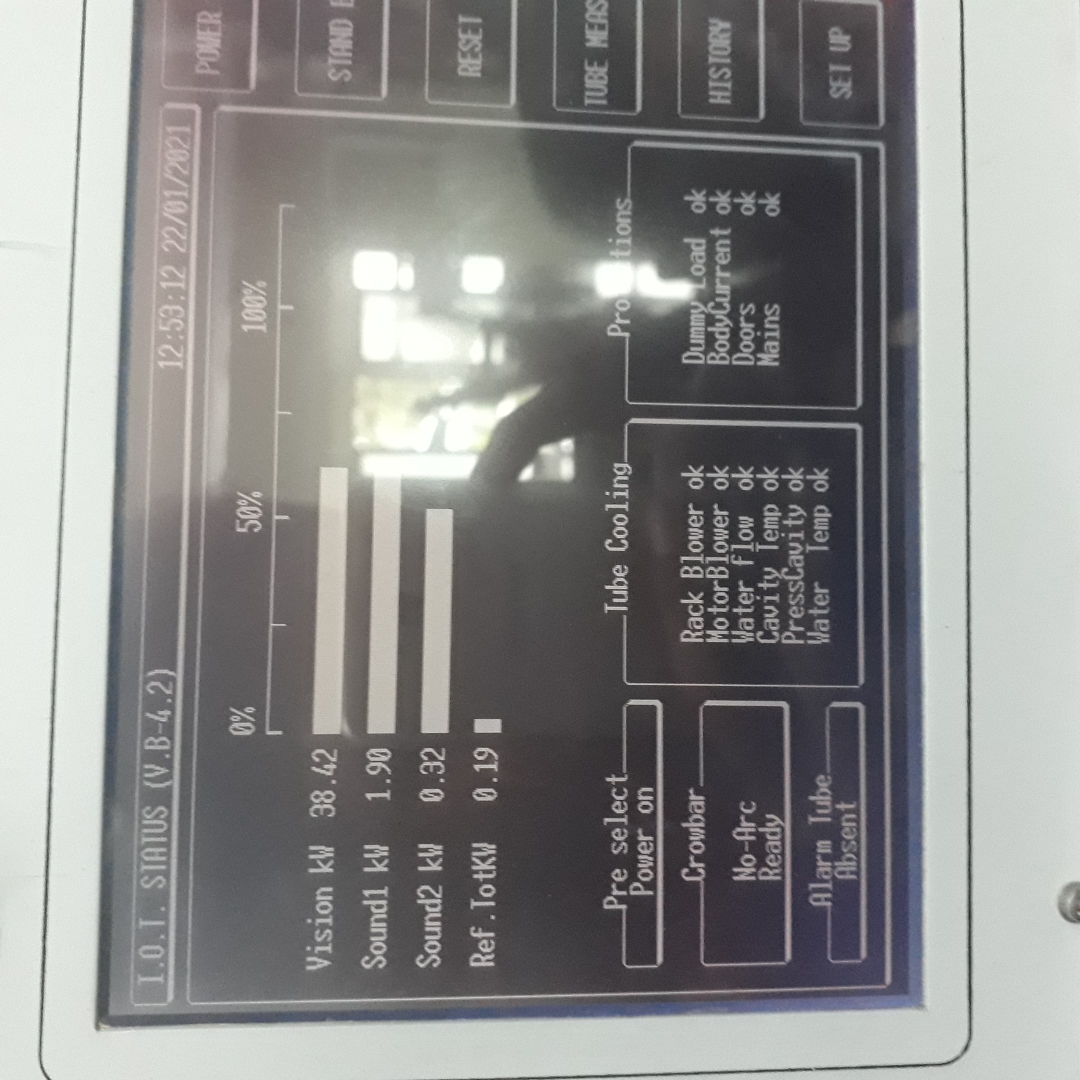 I.O.T. STATUS (V.B-4.2) 12:53:12 22/01/2021
0% 50% 100%
Vision kW 38.42
Sound1 kW 1.90
Sound2 kW 0.32
Ref.TotKW 0.19
Pre select
Power on
Crowbar
No-Arc
Ready
Alarm Tube
Absent
Tube Cooling
Rack Blower ok
MotorBlower ok
Water flow ok
Cavity Temp ok
PressCavity ok
Water Temp ok
Dummy Load ok
BodyCurrent ok
Doors ok
Mains ok
POWER
STAND
RESET
TUBE MEAS
HISTORY
SET UP